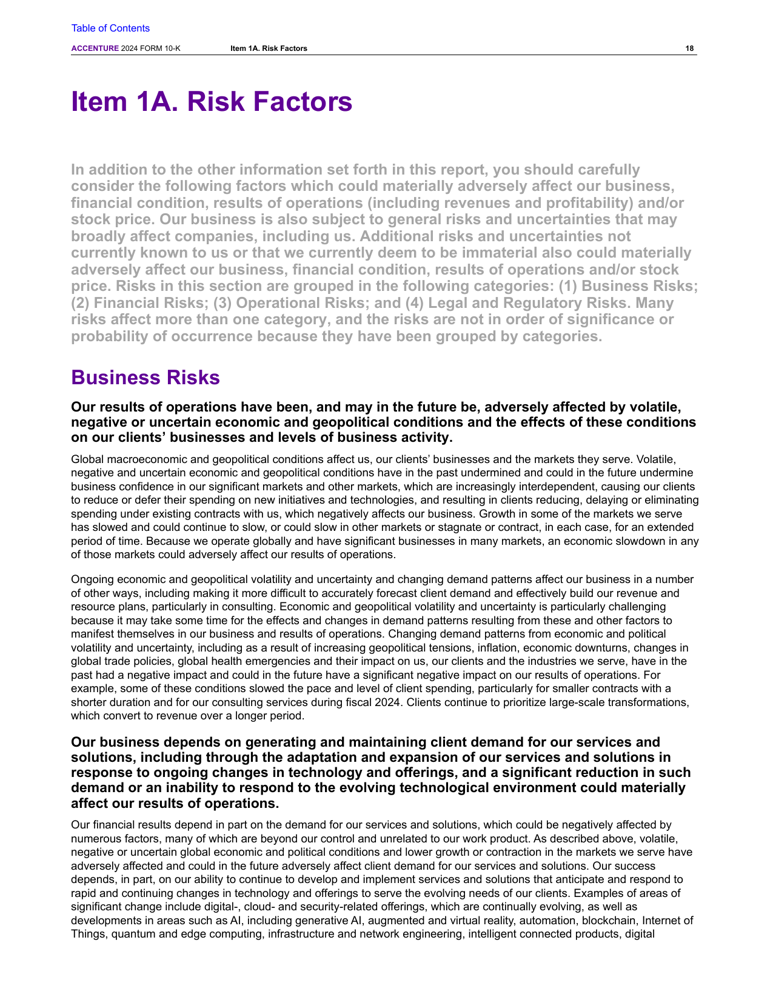 Table of Contents
ACCENTURE 2024 FORM 10-K Item 1A. Risk Factors 18
Item 1A. Risk Factors
In addition to the other information set forth in this report, you should carefully
consider the following factors which could materially adversely affect our business,
financial condition, results of operations (including revenues and profitability) and/or
stock price. Our business is also subject to general risks and uncertainties that may
broadly affect companies, including us. Additional risks and uncertainties not
currently known to us or that we currently deem to be immaterial also could materially
adversely affect our business, financial condition, results of operations and/or stock
price. Risks in this section are grouped in the following categories: (1) Business Risks;
(2) Financial Risks; (3) Operational Risks; and (4) Legal and Regulatory Risks. Many
risks affect more than one category, and the risks are not in order of significance or
probability of occurrence because they have been grouped by categories.
Business Risks
Our results of operations have been, and may in the future be, adversely affected by volatile,
negative or uncertain economic and geopolitical conditions and the effects of these conditions
on our clients’ businesses and levels of business activity.
Global macroeconomic and geopolitical conditions affect us, our clients’ businesses and the markets they serve. Volatile,
negative and uncertain economic and geopolitical conditions have in the past undermined and could in the future undermine
business confidence in our significant markets and other markets, which are increasingly interdependent, causing our clients
to reduce or defer their spending on new initiatives and technologies, and resulting in clients reducing, delaying or eliminating
spending under existing contracts with us, which negatively affects our business. Growth in some of the markets we serve
has slowed and could continue to slow, or could slow in other markets or stagnate or contract, in each case, for an extended
period of time. Because we operate globally and have significant businesses in many markets, an economic slowdown in any
of those markets could adversely affect our results of operations.
Ongoing economic and geopolitical volatility and uncertainty and changing demand patterns affect our business in a number
of other ways, including making it more difficult to accurately forecast client demand and effectively build our revenue and
resource plans, particularly in consulting. Economic and geopolitical volatility and uncertainty is particularly challenging
because it may take some time for the effects and changes in demand patterns resulting from these and other factors to
manifest themselves in our business and results of operations. Changing demand patterns from economic and political
volatility and uncertainty, including as a result of increasing geopolitical tensions, inflation, economic downturns, changes in
global trade policies, global health emergencies and their impact on us, our clients and the industries we serve, have in the
past had a negative impact and could in the future have a significant negative impact on our results of operations. For
example, some of these conditions slowed the pace and level of client spending, particularly for smaller contracts with a
shorter duration and for our consulting services during fiscal 2024. Clients continue to prioritize large-scale transformations,
which convert to revenue over a longer period.
Our business depends on generating and maintaining client demand for our services and
solutions, including through the adaptation and expansion of our services and solutions in
response to ongoing changes in technology and offerings, and a significant reduction in such
demand or an inability to respond to the evolving technological environment could materially
affect our results of operations.
Our financial results depend in part on the demand for our services and solutions, which could be negatively affected by
numerous factors, many of which are beyond our control and unrelated to our work product. As described above, volatile,
negative or uncertain global economic and political conditions and lower growth or contraction in the markets we serve have
adversely affected and could in the future adversely affect client demand for our services and solutions. Our success
depends, in part, on our ability to continue to develop and implement services and solutions that anticipate and respond to
rapid and continuing changes in technology and offerings to serve the evolving needs of our clients. Examples of areas of
significant change include digital-, cloud- and security-related offerings, which are continually evolving, as well as
developments in areas such as AI, including generative AI, augmented and virtual reality, automation, blockchain, Internet of
Things, quantum and edge computing, infrastructure and network engineering, intelligent connected products, digital